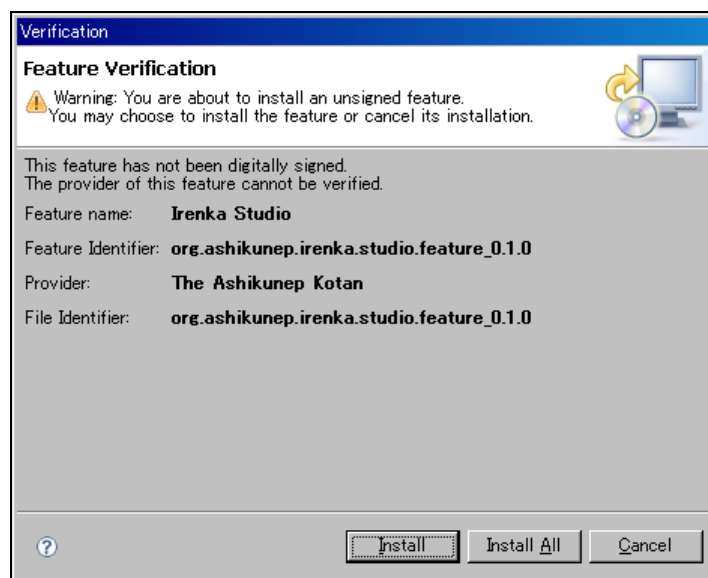 Verification
Feature Verification
Warning: You are about to install an unsigned feature.
You may choose to install the feature or cancel its installation.
This feature has not been digitally signed.
The provider of this feature cannot be verified.
Feature name: Irenka Studio
Feature Identifier: org.ashikunep.irenka.studio.feature_0.1.0
Provider: The Ashikunep Kotan
File Identifier: org.ashikunep.irenka.studio.feature_0.1.0
? Install Install All Cancel